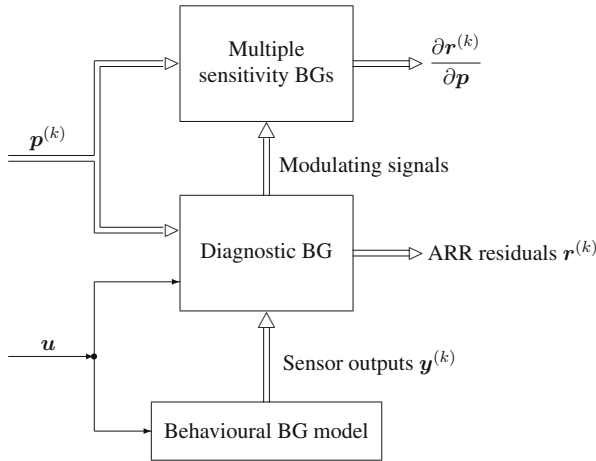 Multiple
sensitivity BGs
∂r^(k)
∂p
p^(k)
Modulating signals
Diagnostic BG
ARR residuals r^(k)
u
Sensor outputs y^(k)
Behavioural BG model